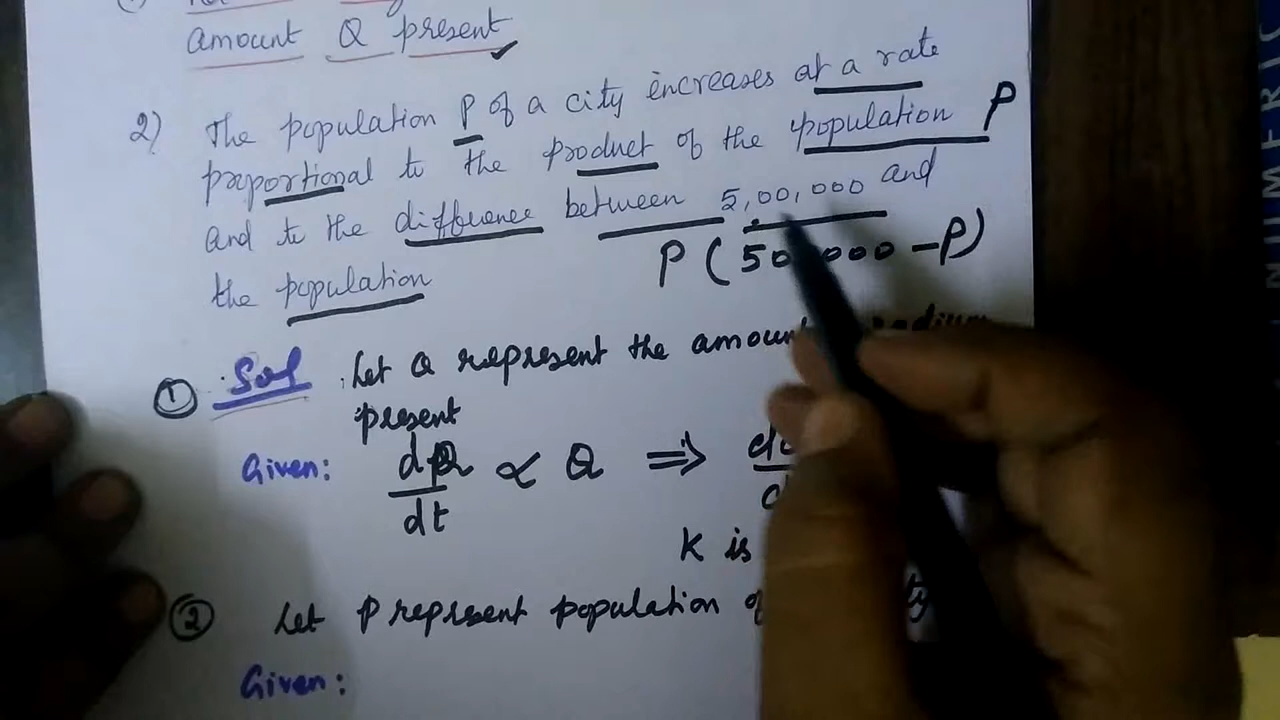 amount Q present
2) The population P of a city increases at a rate
proportional to the product of the population P
and to the difference between 5,00,000 and
the population P ( 500000 - P)
① Sol Let Q represent the amount
present
Given: dQ/dt ∝ Q ⇒
K is
② Let P represent population
Given: